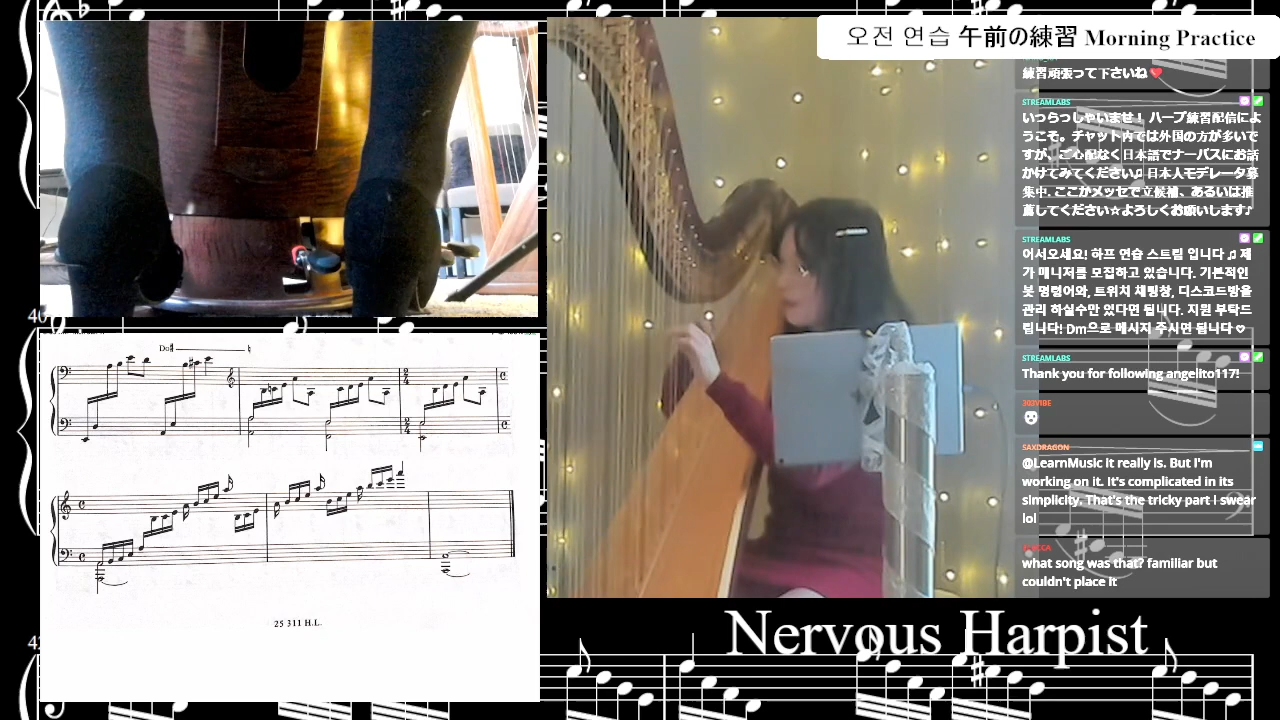 오전 연습 午前の練習 Morning Practice
練習頑張って下さいね
STREAMLABS
いつらつしゃいませ！ ハープ練習配信によ
うこそ。チャット内では外国の方が多いで
すが、ご心配なく日本語でナーバスにお話
かけてみてください♫ 日本人モデレータ募
集中. ここかメッセで立候補、あるいは推
薦してください☆よろしくお願いします♪
STREAMLABS
어서오세요! 하프 연습 스트림 입니다 ♫ 제
가 매니저를 모집하고 있습니다. 기본적인
봇 명령어와, 트위치 채팅창, 디스코드방을
관리 하실수만 있다면 됩니다. 지원 부탁드
립니다! Dm으로 메시지 주시면 됩니다
STREAMLABS
Thank you for following angelito117!
303VIBE
SAXDRAGON
@LearnMusic it really is. But I'm
working on it. It's complicated in its
simplicity. That's the tricky part I swear
lol
what song was that? familiar but
couldn't place it
Do
25 311 H.L.
Nervous Harpist